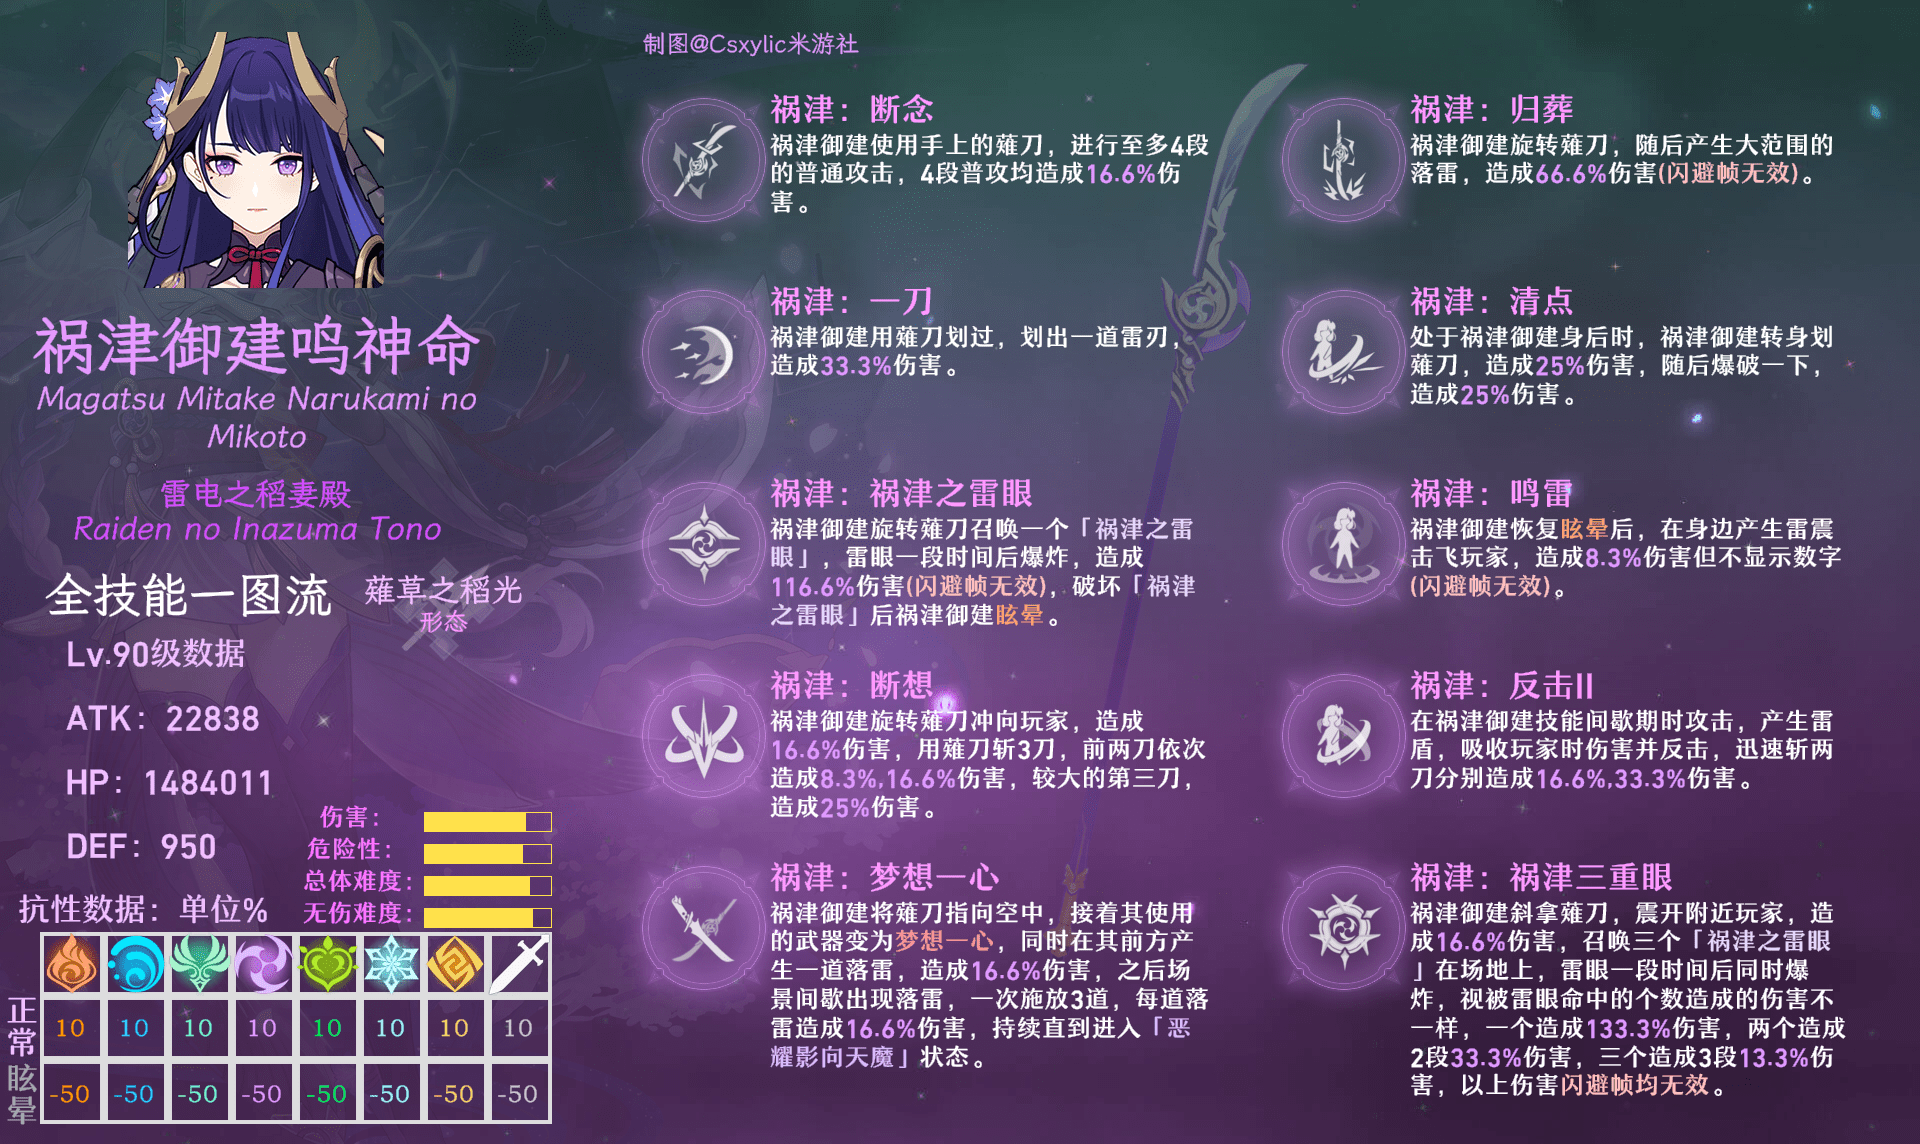 制图@Csxylic米游社
祸津御建鸣神命
Magatsu Mitake Narukami no
Mikoto
雷电之稻妻殿
Raiden no Inazuma Tono
全技能一图流
薙草之稻光
形态
Lv.90级数据
ATK：22838
HP：1484011
DEF：950
伤害：
危险性：
总体难度：
无伤难度：
抗性数据：单位%
正常
10 10 10 10 10 10 10 10
眩晕
-50 -50 -50 -50 -50 -50 -50 -50
祸津：断念
祸津御建使用手上的薙刀，进行至多4段
的普通攻击，4段普攻均造成16.6%伤
害。
祸津：一刀
祸津御建用薙刀划过，划出一道雷刃，
造成33.3%伤害。
祸津：祸津之雷眼
祸津御建旋转薙刀召唤一个「祸津之雷
眼」，雷眼一段时间后爆炸，造成
116.6%伤害(闪避帧无效)，破坏「祸津
之雷眼」后祸津御建眩晕。
祸津：断想
祸津御建旋转薙刀冲向玩家，造成
16.6%伤害，用薙刀斩3刀，前两刀依次
造成8.3%,16.6%伤害，较大的第三刀，
造成25%伤害。
祸津：梦想一心
祸津御建将薙刀指向空中，接着其使用
的武器变为梦想一心，同时在其前方产
生一道落雷，造成16.6%伤害，之后场
景间歇出现落雷，一次施放3道，每道落
雷造成16.6%伤害，持续直到进入「恶
耀影向天魔」状态。
祸津：归葬
祸津御建旋转薙刀，随后产生大范围的
落雷，造成66.6%伤害(闪避帧无效)。
祸津：清点
处于祸津御建身后时，祸津御建转身划
薙刀，造成25%伤害，随后爆破一下，
造成25%伤害。
祸津：鸣雷
祸津御建恢复眩晕后，在身边产生雷震
击飞玩家，造成8.3%伤害但不显示数字
(闪避帧无效)。
祸津：反击II
在祸津御建技能间歇期时攻击，产生雷
盾，吸收玩家时伤害并反击，迅速斩两
刀分别造成16.6%,33.3%伤害。
祸津：祸津三重眼
祸津御建斜拿薙刀，震开附近玩家，造
成16.6%伤害，召唤三个「祸津之雷眼
」在场地上，雷眼一段时间后同时爆
炸，视被雷眼命中的个数造成的伤害不
一样，一个造成133.3%伤害，两个造成
2段33.3%伤害，三个造成3段13.3%伤
害，以上伤害闪避帧均无效。